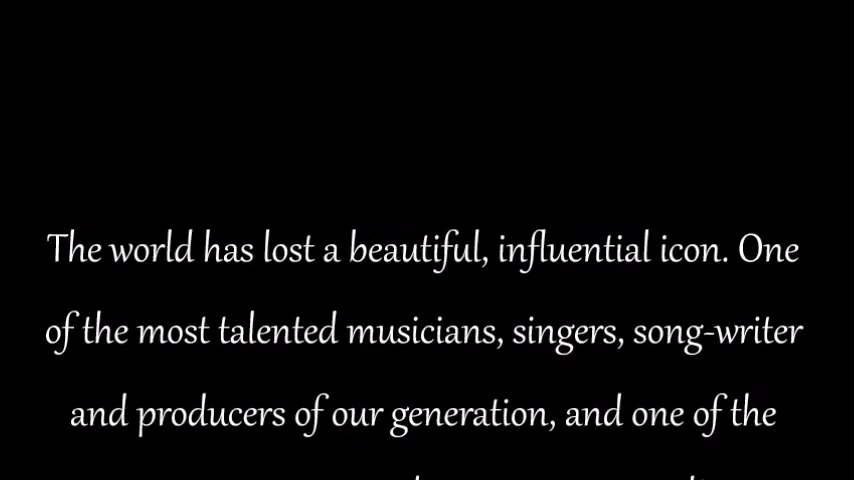 The world has lost a beautiful, influential icon. One
of the most talented musicians, singers, song-writer
and producers of our generation, and one of the